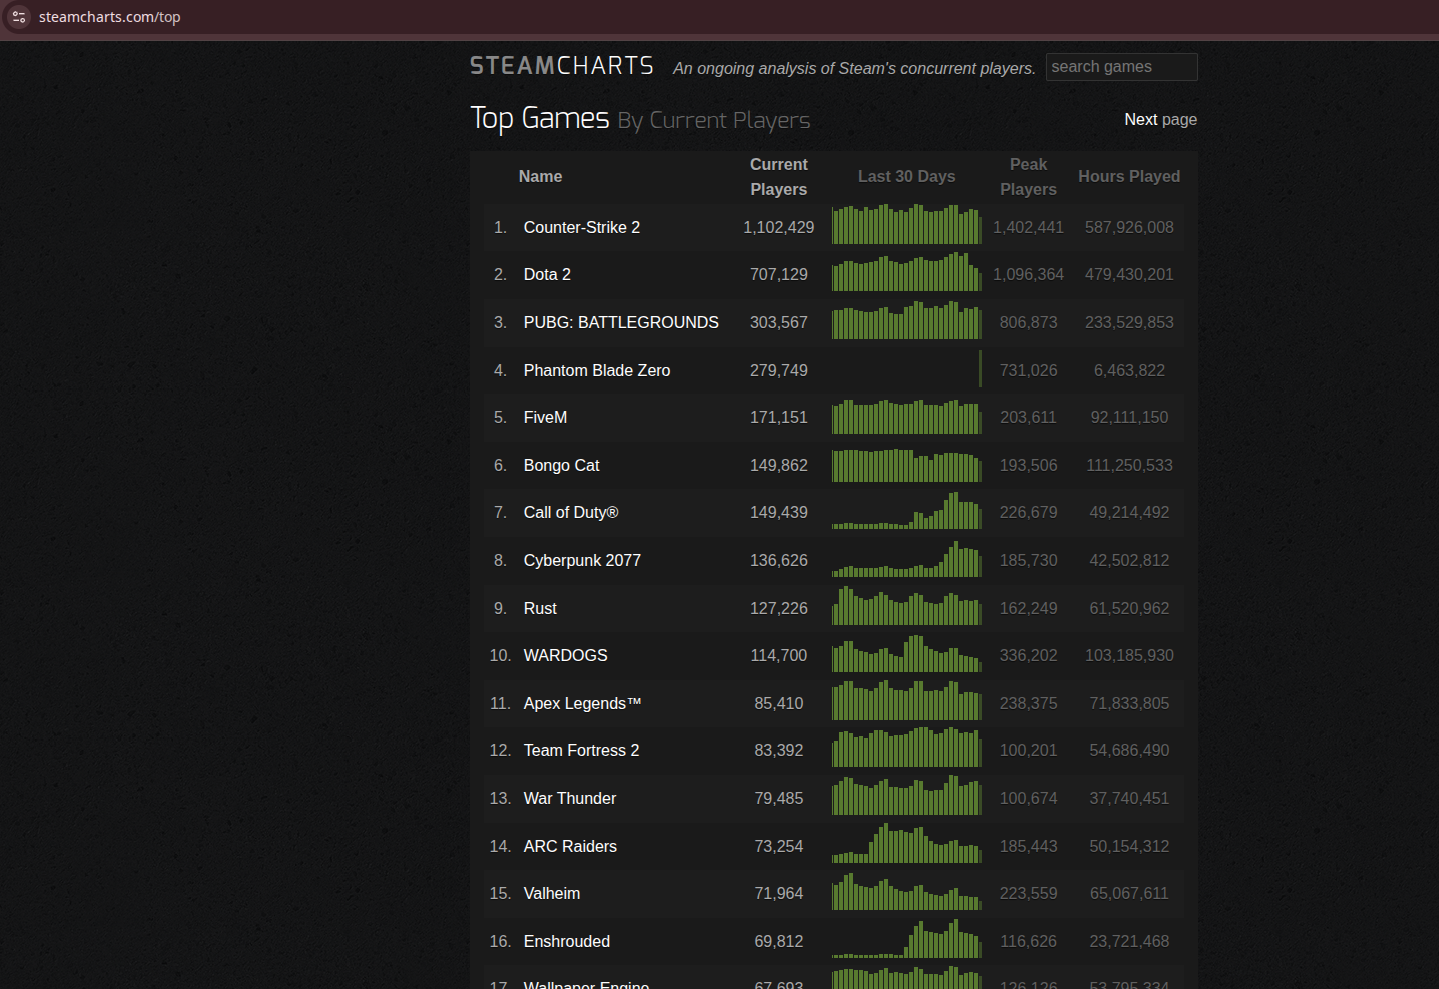 steamcharts.com/top
STEAMCHARTS An ongoing analysis of Steam's concurrent players. search games
Top Games By Current Players Next page
Name Current Players Last 30 Days Peak Players Hours Played
1. Counter-Strike 2 1,102,429 1,402,441 587,926,008
2. Dota 2 707,129 1,096,364 479,430,201
3. PUBG: BATTLEGROUNDS 303,567 806,873 233,529,853
4. Phantom Blade Zero 279,749 731,026 6,463,822
5. FiveM 171,151 203,611 92,111,150
6. Bongo Cat 149,862 193,506 111,250,533
7. Call of Duty® 149,439 226,679 49,214,492
8. Cyberpunk 2077 136,626 185,730 42,502,812
9. Rust 127,226 162,249 61,520,962
10. WARDOGS 114,700 336,202 103,185,930
11. Apex Legends™ 85,410 238,375 71,833,805
12. Team Fortress 2 83,392 100,201 54,686,490
13. War Thunder 79,485 100,674 37,740,451
14. ARC Raiders 73,254 185,443 50,154,312
15. Valheim 71,964 223,559 65,067,611
16. Enshrouded 69,812 116,626 23,721,468
17. Wallpaper Engine 67,693 126,126 53,795,334